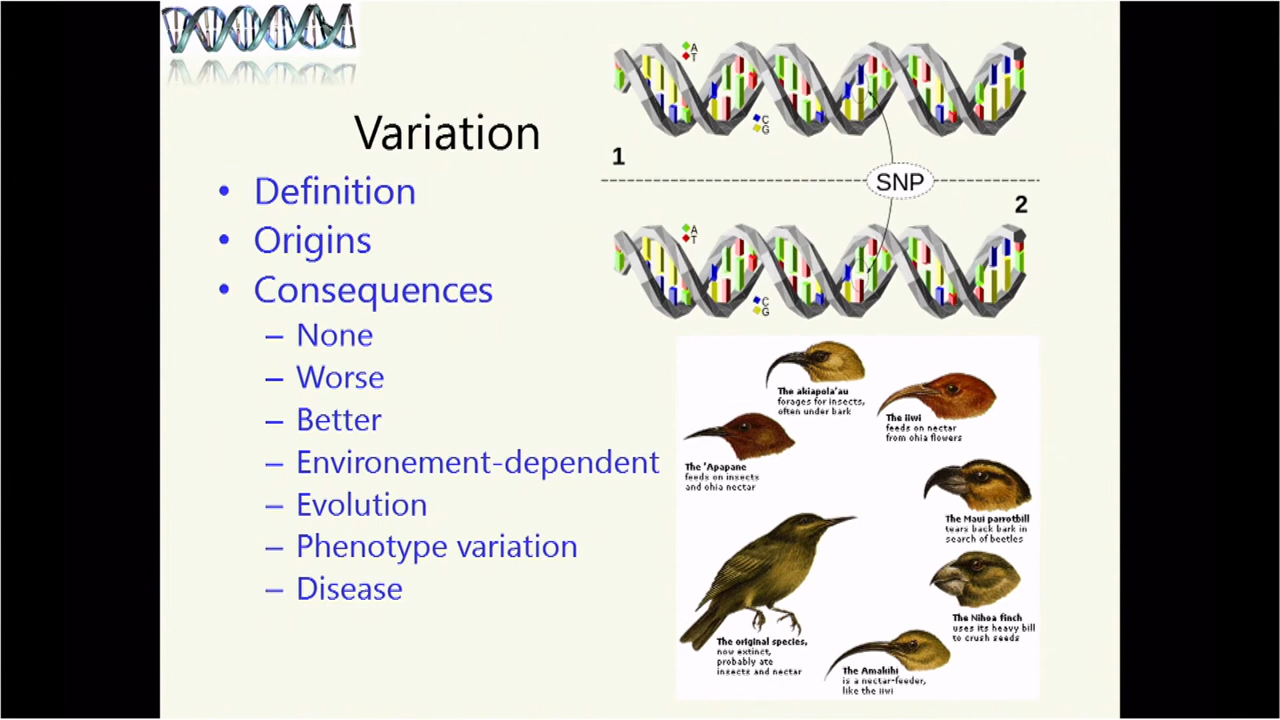 Variation
• Definition
• Origins
• Consequences
– None
– Worse
– Better
– Environement-dependent
– Evolution
– Phenotype variation
– Disease
A
T
C
G
1
SNP
2
A
T
C
G
The akiapola'au
forages for insects,
often under bark
The iiwi
feeds on nectar
from ohia flowers
The 'Apapane
feeds on insects
and ohia nectar
The Maui parrotbill
tears back bark in
search of beetles
The Nihoa finch
uses its heavy bill
to crush seeds
The original species,
now extinct,
probably ate
insects and nectar
The Amakihi
is a nectar-feeder,
like the iiwi